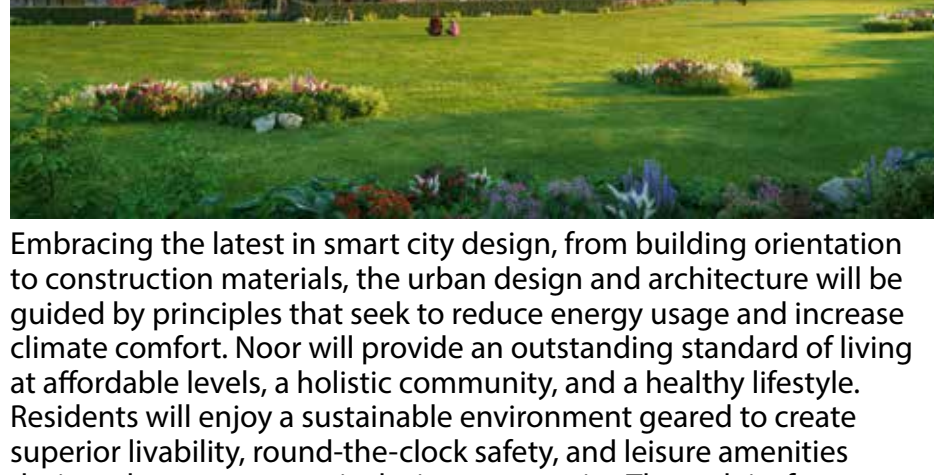 Embracing the latest in smart city design, from building orientation
to construction materials, the urban design and architecture will be
guided by principles that seek to reduce energy usage and increase
climate comfort. Noor will provide an outstanding standard of living
at affordable levels, a holistic community, and a healthy lifestyle.
Residents will enjoy a sustainable environment geared to create
superior livability, round-the-clock safety, and leisure amenities